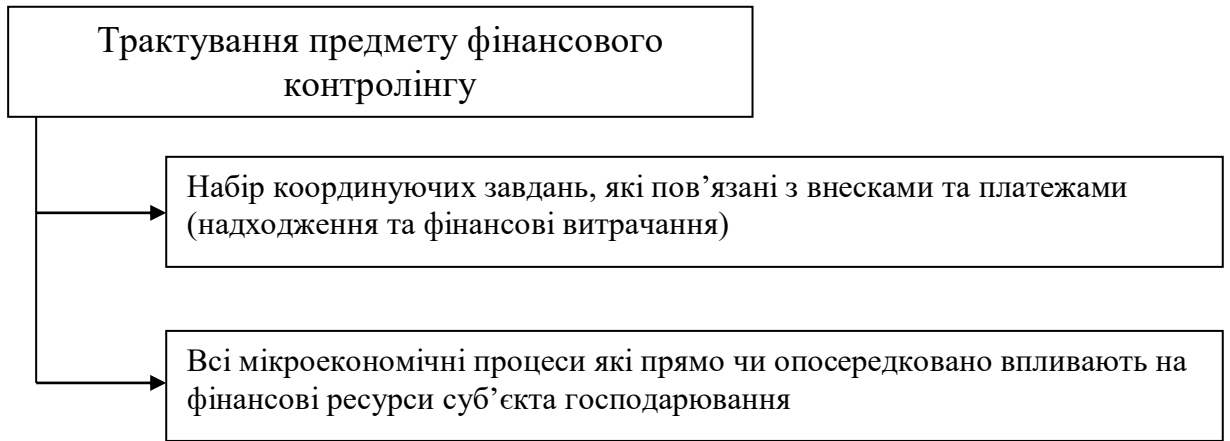 Трактування предмету фінансового
контролінгу
Набір координуючих завдань, які пов’язані з внесками та платежами
(надходження та фінансові витрачання)
Всі мікроекономічні процеси які прямо чи опосередковано впливають на
фінансові ресурси суб’єкта господарювання